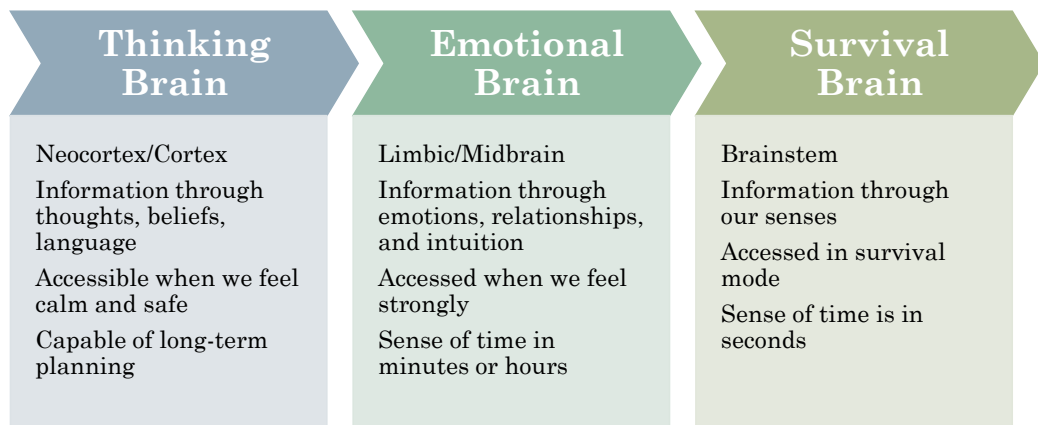 Thinking
Brain
Neocortex/Cortex
Information through
thoughts, beliefs,
language
Accessible when we feel
calm and safe
Capable of long-term
planning
Emotional
Brain
Limbic/Midbrain
Information through
emotions, relationships,
and intuition
Accessed when we feel
strongly
Sense of time in
minutes or hours
Survival
Brain
Brainstem
Information through
our senses
Accessed in survival
mode
Sense of time is in
seconds